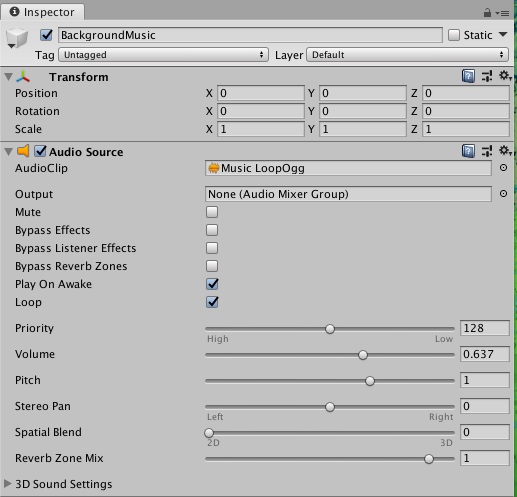 Inspector
BackgroundMusic Static
Tag Untagged Layer Default
Transform
Position X 0 Y 0 Z 0
Rotation X 0 Y 0 Z 0
Scale X 1 Y 1 Z 1
Audio Source
AudioClip Music LoopOgg
Output None (Audio Mixer Group)
Mute
Bypass Effects
Bypass Listener Effects
Bypass Reverb Zones
Play On Awake
Loop
Priority 128
High Low
Volume 0.637
Pitch 1
Stereo Pan 0
Left Right
Spatial Blend 0
2D 3D
Reverb Zone Mix 1
3D Sound Settings